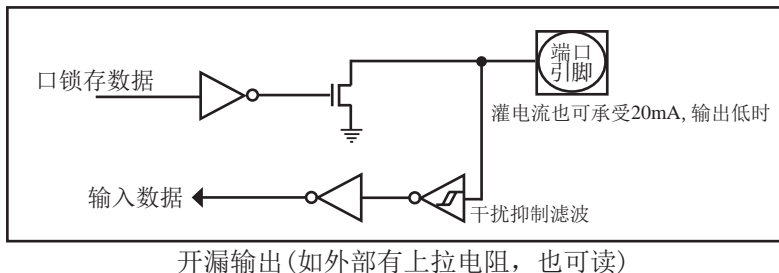 端口
引脚
口锁存数据
灌电流也可承受20mA,输出低时
输入数据
干扰抑制滤波
开漏输出(如外部有上拉电阻，也可读)